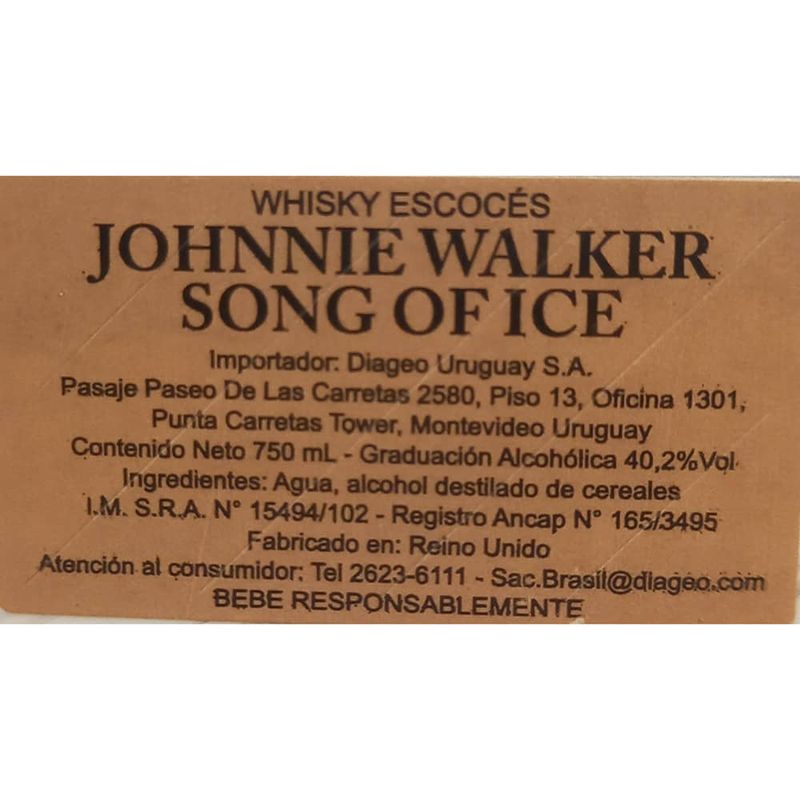 WHISKY ESCOCÉS
JOHNNIE WALKER
SONG OF ICE
Importador: Diageo Uruguay S.A.
Pasaje Paseo De Las Carretas 2580, Piso 13, Oficina 1301,
Punta Carretas Tower, Montevideo Uruguay
Contenido Neto 750 mL - Graduación Alcohólica 40,2%Vol
Ingredientes: Agua, alcohol destilado de cereales
I.M. S.R.A. N° 15494/102 - Registro Ancap N° 165/3495
Fabricado en: Reino Unido
Atención al consumidor: Tel 2623-6111 - Sac.Brasil@diageo.com
BEBE RESPONSABLEMENTE